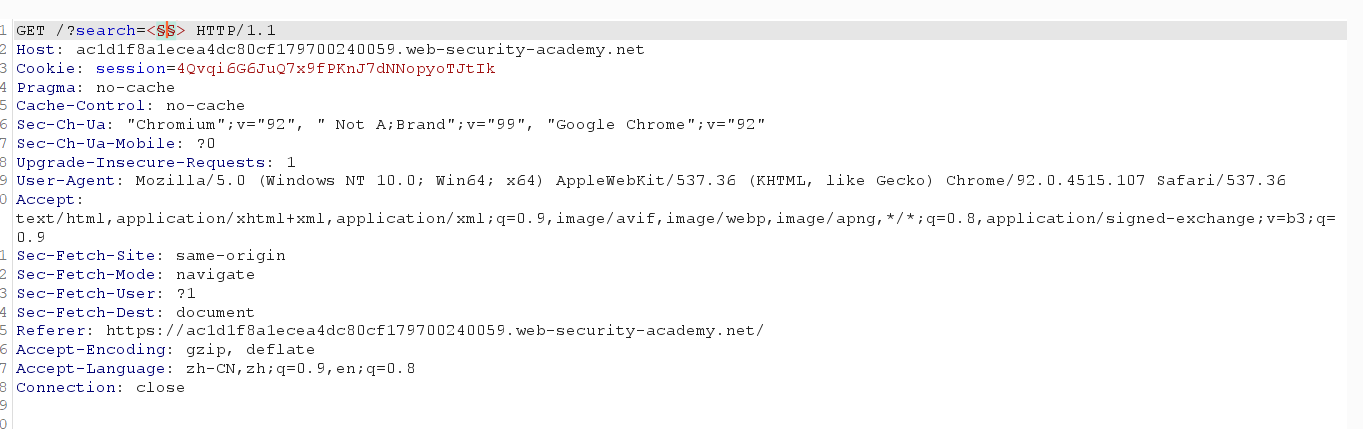 1 GET /?search=<§§> HTTP/1.1
2 Host: ac1d1f8a1ecea4dc80cf179700240059.web-security-academy.net
3 Cookie: session=4Qvqi6G6JuQ7x9fPKnJ7dNNopyoTJtIk
4 Pragma: no-cache
5 Cache-Control: no-cache
6 Sec-Ch-Ua: "Chromium";v="92", " Not A;Brand";v="99", "Google Chrome";v="92"
7 Sec-Ch-Ua-Mobile: ?0
8 Upgrade-Insecure-Requests: 1
9 User-Agent: Mozilla/5.0 (Windows NT 10.0; Win64; x64) AppleWebKit/537.36 (KHTML, like Gecko) Chrome/92.0.4515.107 Safari/537.36
0 Accept:
text/html,application/xhtml+xml,application/xml;q=0.9,image/avif,image/webp,image/apng,*/*;q=0.8,application/signed-exchange;v=b3;q=
0.9
1 Sec-Fetch-Site: same-origin
2 Sec-Fetch-Mode: navigate
3 Sec-Fetch-User: ?1
4 Sec-Fetch-Dest: document
5 Referer: https://ac1d1f8a1ecea4dc80cf179700240059.web-security-academy.net/
6 Accept-Encoding: gzip, deflate
7 Accept-Language: zh-CN,zh;q=0.9,en;q=0.8
8 Connection: close
9
0